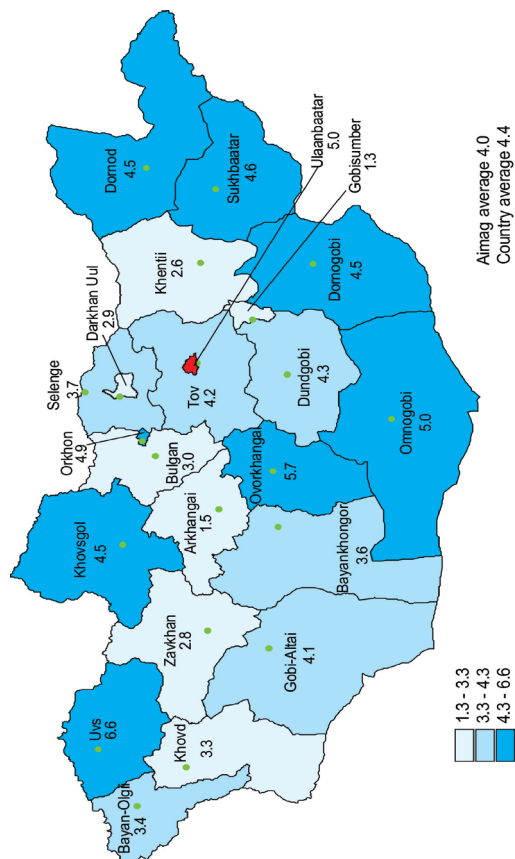 Bayan-Olgii
3.4
Uvs
6.6
Khovd
3.3
Zavkhan
2.8
Gobi-Altai
4.1
Khovsgol
4.5
Arkhangai
1.5
Bayankhongor
3.6
Orkhon
4.9
Bulgan
3.0
Ovorkhangai
5.7
Selenge
3.7
Darkhan Uul
2.9
Tov
4.2
Dundgobi
4.3
Omnogobi
5.0
Khentii
2.6
Dornod
4.5
Sukhbaatar
4.6
Ulaanbaatar
5.0
Gobisumber
1.3
Dornogobi
4.5
1.3 - 3.3
3.3 - 4.3
4.3 - 6.6
Aimag average 4.0
Country average 4.4